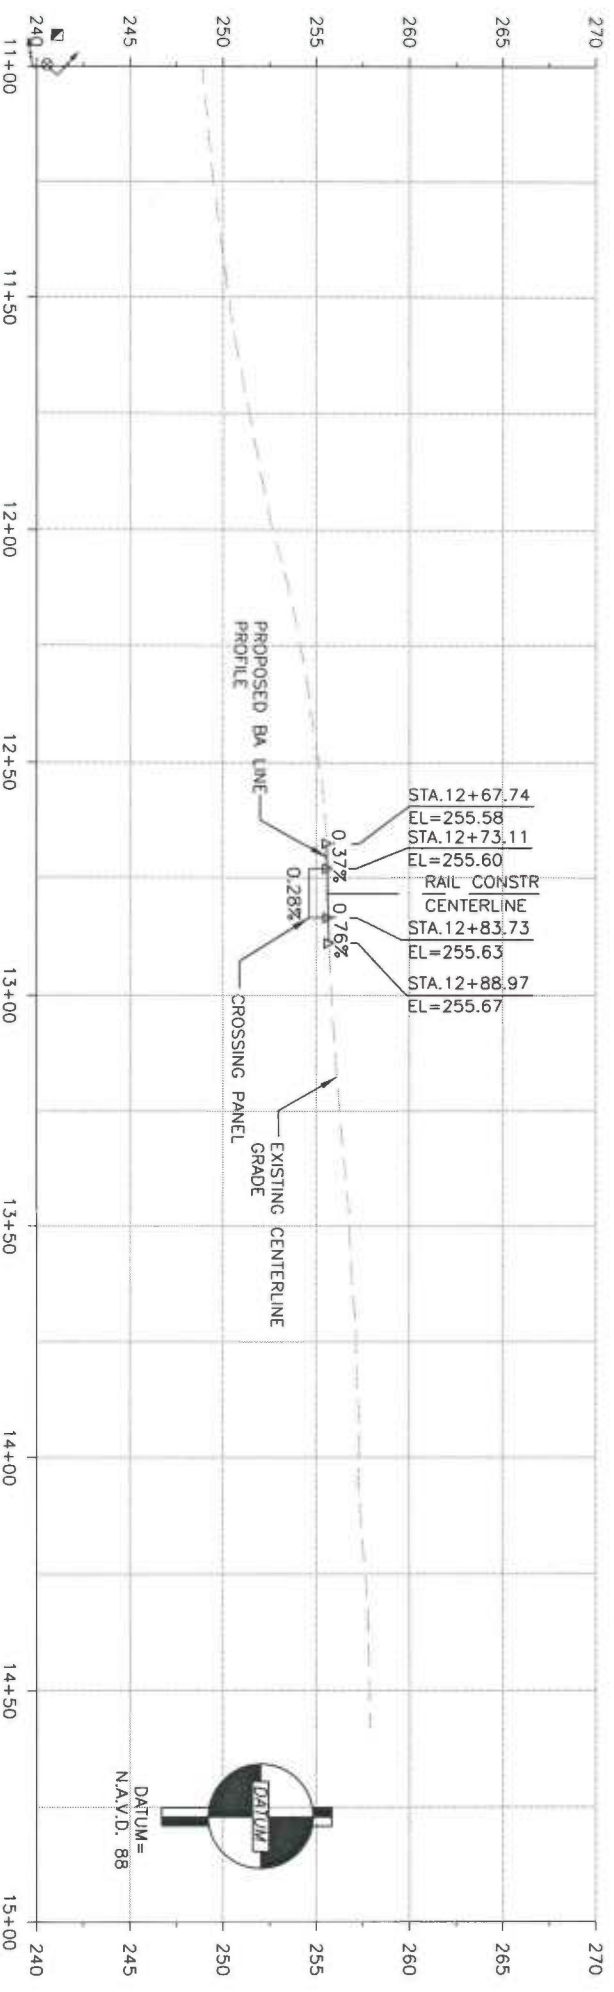 270
265
260
255
250
245
240
STA.12+67.74
EL=255.58
STA.12+73.11
EL=255.60
RAIL CONSTR
CENTERLINE
STA.12+83.73
EL=255.63
STA.12+88.97
EL=255.67
0.37%
0.76%
0.28%
PROPOSED BA LINE
PROFILE
CROSSING PANEL
EXISTING CENTERLINE
GRADE
DATUM
DATUM=
N.A.V.D. 88
270
265
260
255
250
245
240
11+00
11+50
12+00
12+50
13+00
13+50
14+00
14+50
15+00